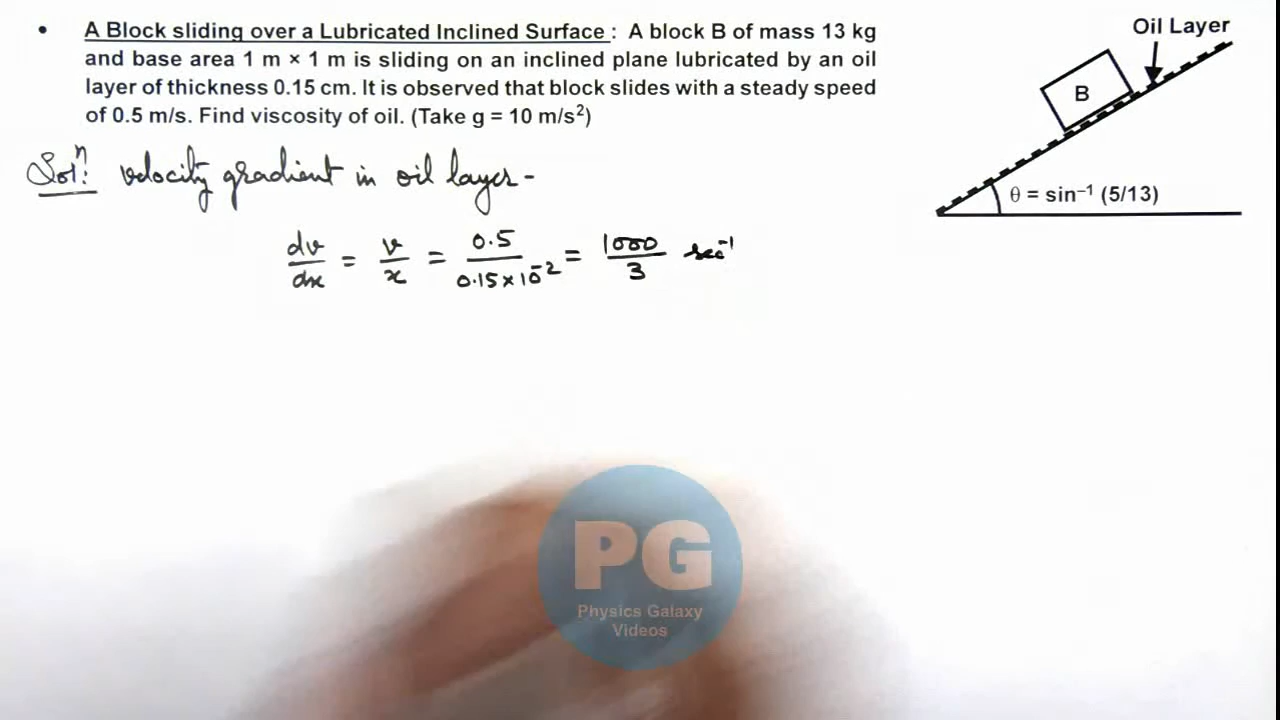 • A Block sliding over a Lubricated Inclined Surface : A block B of mass 13 kg
and base area 1 m × 1 m is sliding on an inclined plane lubricated by an oil
layer of thickness 0.15 cm. It is observed that block slides with a steady speed
of 0.5 m/s. Find viscosity of oil. (Take g = 10 m/s²)
Oil Layer
B
θ = sin⁻¹ (5/13)
Solⁿ: velocity gradient in oil layer -
dv/dx = v/x = 0.5/0.15×10⁻² = 1000/3 sec⁻¹
PG
Physics Galaxy
Videos